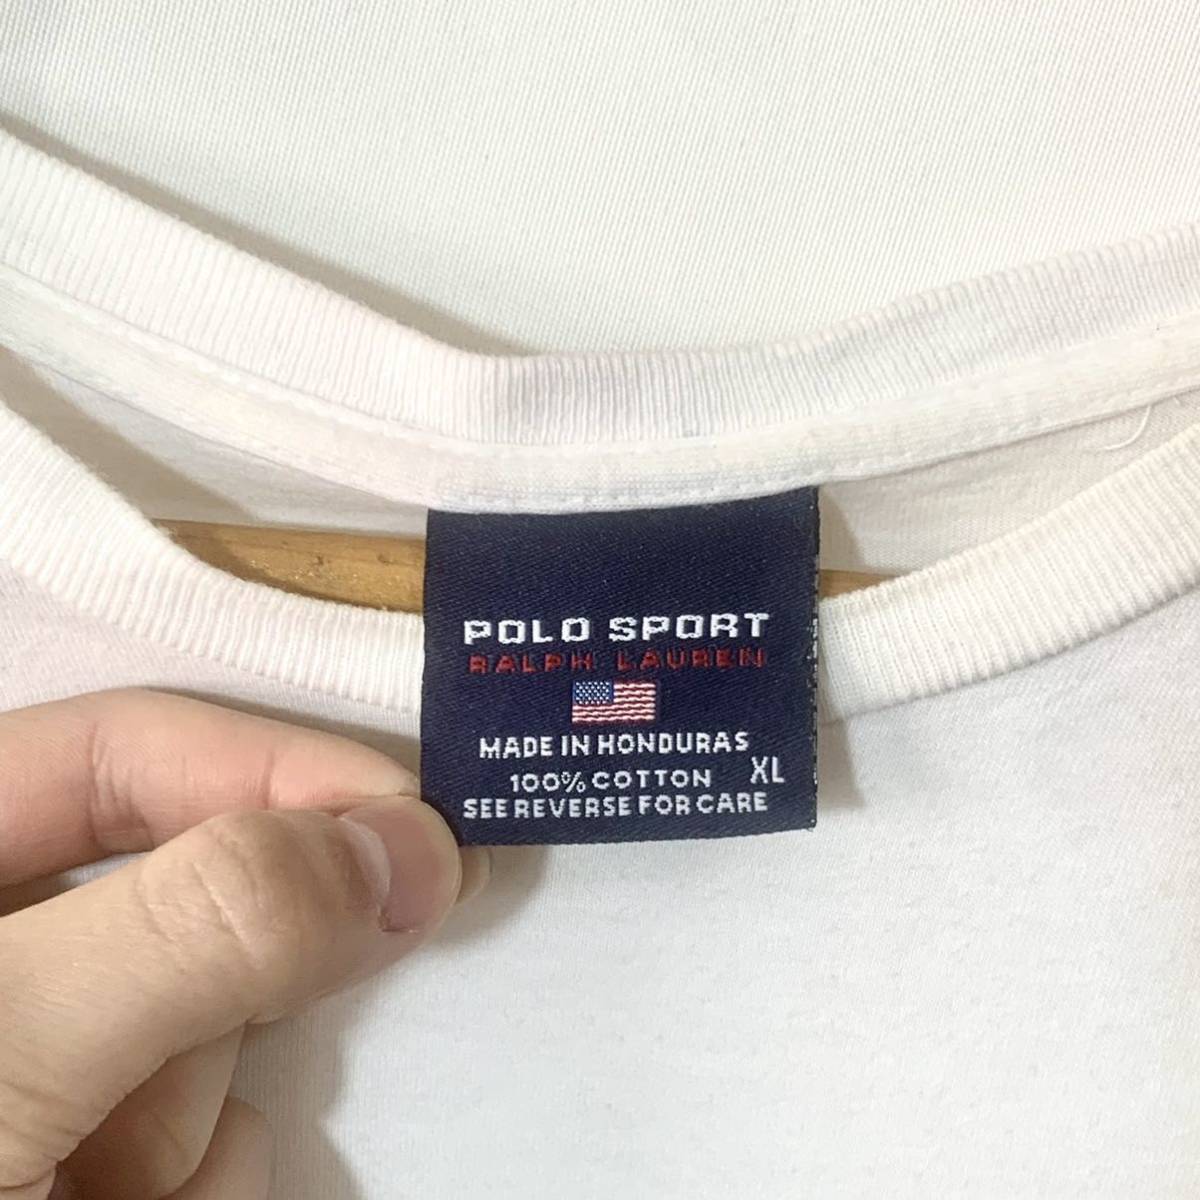 POLO SPORT
RALPH LAUREN
MADE IN HONDURAS
100% COTTON XL
SEE REVERSE FOR CARE